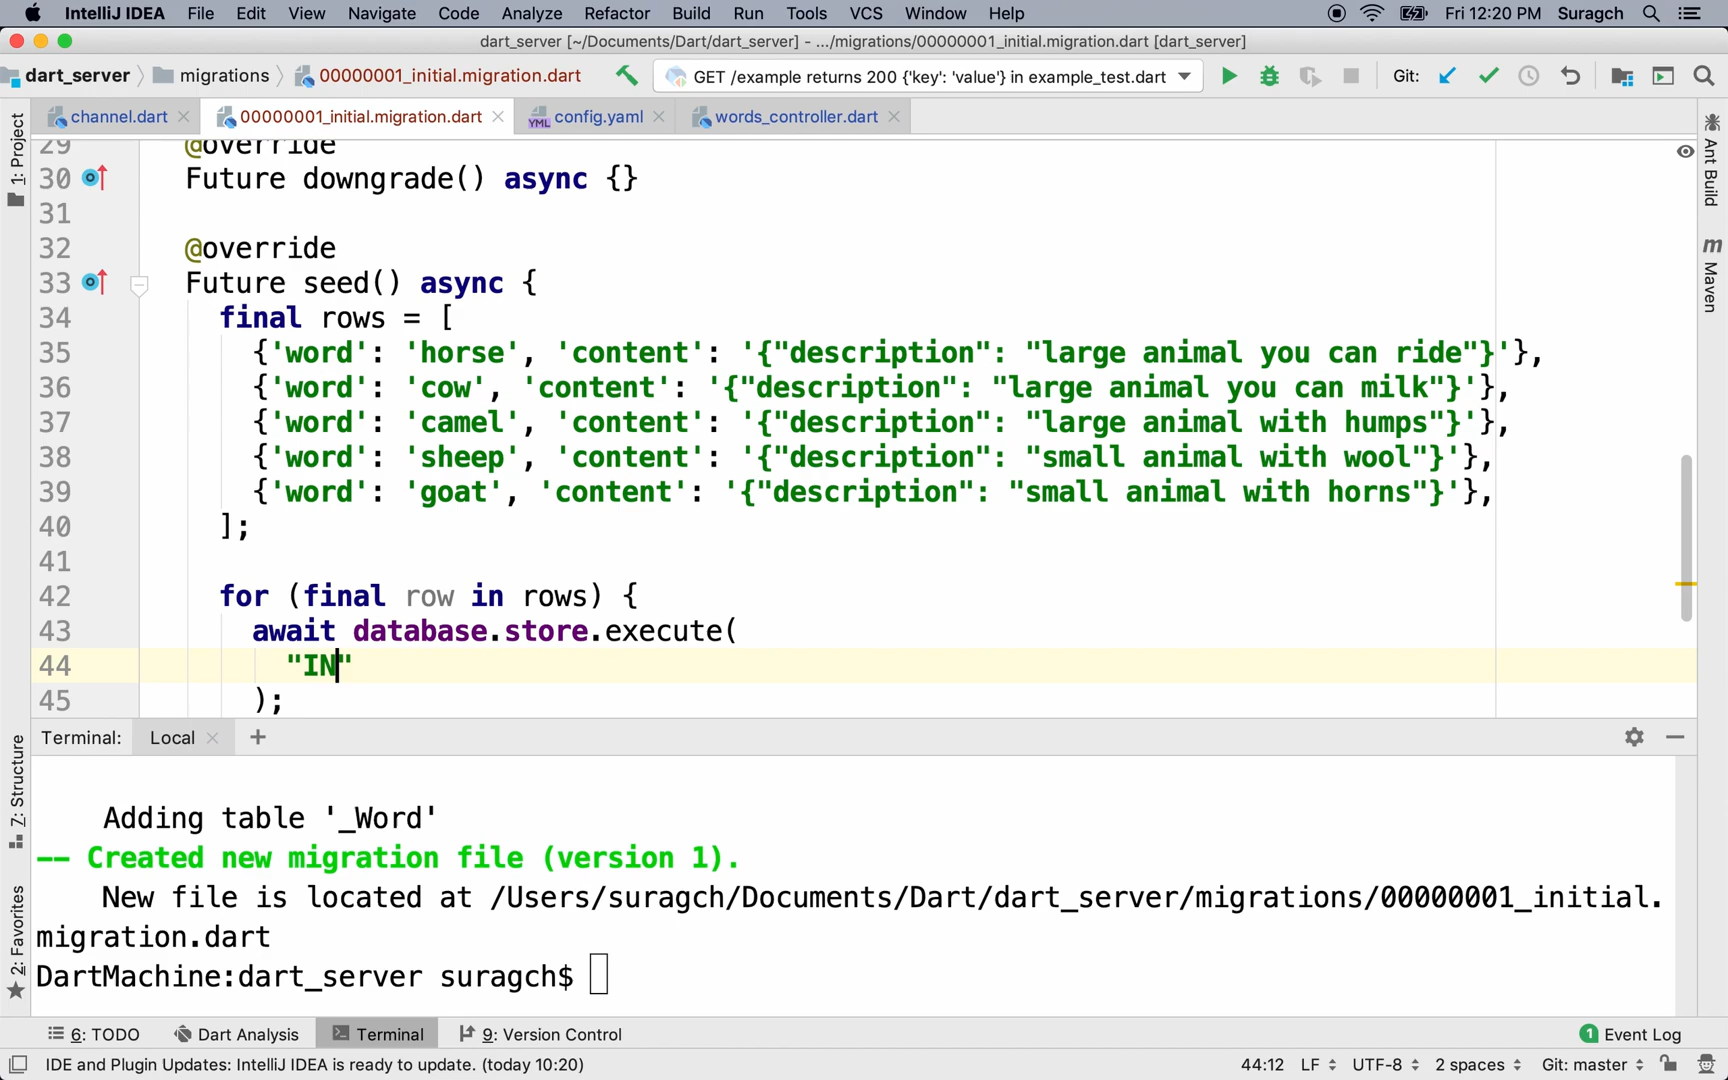 IntelliJ IDEA File Edit View Navigate Code Analyze Refactor Build Run Tools VCS Window Help Fri 12:20 PM Suragch
dart_server [~/Documents/Dart/dart_server] - .../migrations/00000001_initial.migration.dart [dart_server]
dart_server migrations 00000001_initial.migration.dart GET /example returns 200 {'key': 'value'} in example_test.dart Git:
channel.dart 00000001_initial.migration.dart config.yaml words_controller.dart
1: Project
Ant Build
Maven
29 @override
30 Future downgrade() async {}
31
32 @override
33 Future seed() async {
34 final rows = [
35 {'word': 'horse', 'content': '{"description": "large animal you can ride"}'},
36 {'word': 'cow', 'content': '{"description": "large animal you can milk"}'},
37 {'word': 'camel', 'content': '{"description": "large animal with humps"}'},
38 {'word': 'sheep', 'content': '{"description": "small animal with wool"}'},
39 {'word': 'goat', 'content': '{"description": "small animal with horns"}'},
40 ];
41
42 for (final row in rows) {
43 await database.store.execute(
44 "IN"
45 );
Terminal: Local +
Z: Structure
2: Favorites
Adding table '_Word'
-- Created new migration file (version 1).
New file is located at /Users/suragch/Documents/Dart/dart_server/migrations/00000001_initial.
migration.dart
DartMachine:dart_server suragch$
6: TODO Dart Analysis Terminal 9: Version Control 1 Event Log
IDE and Plugin Updates: IntelliJ IDEA is ready to update. (today 10:20) 44:12 LF UTF-8 2 spaces Git: master